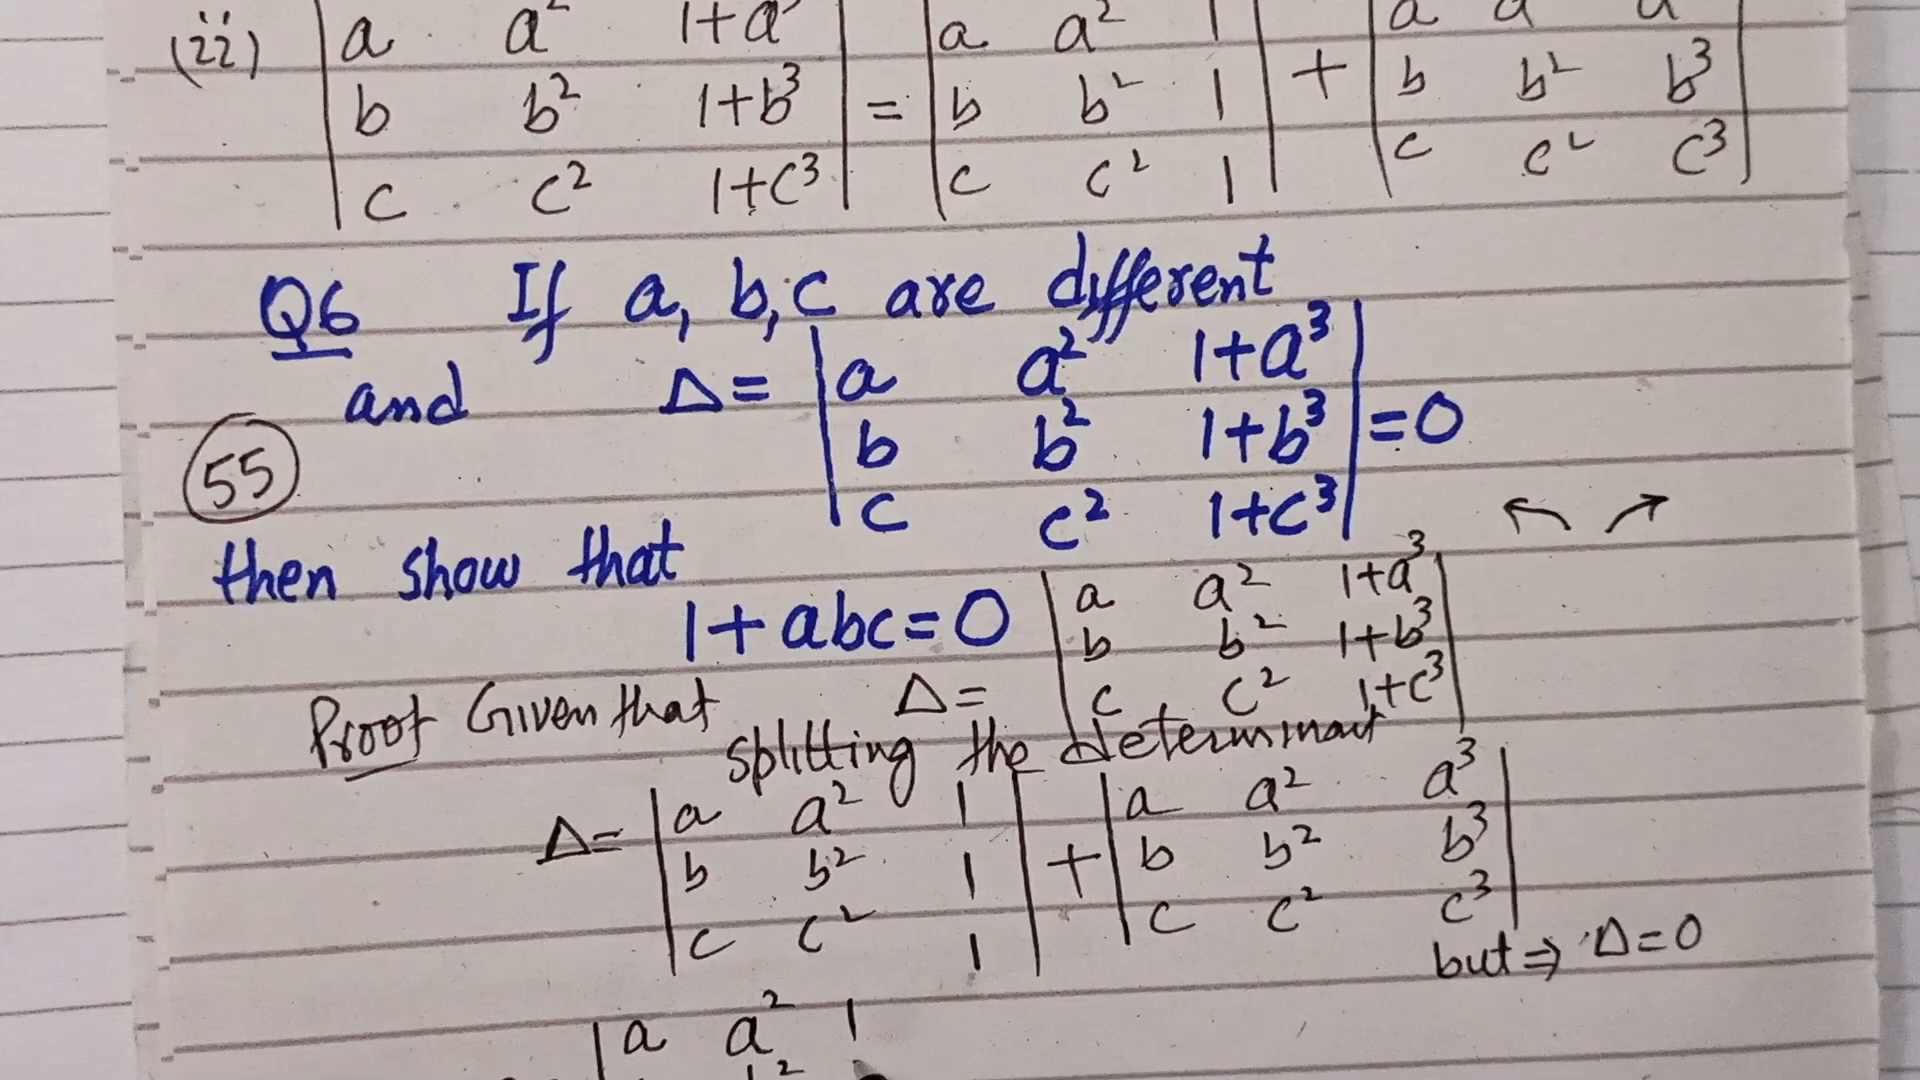 (ii) | a a² 1+a³ | = | a a² 1 | + | a a a |
| b b² 1+b³ | | b b² 1 | | b b² b³ |
| c c² 1+c³ | | c c² 1 | | c c² c³ |
Q6 If a, b, c are different
and Δ = | a a² 1+a³ |
| b b² 1+b³ | = 0
55
| c c² 1+c³ |
then show that
1 + abc = 0
Proof Given that Δ = | a a² 1+a³ |
| b b² 1+b³ |
| c c² 1+c³ |
splitting the determinant
Δ = | a a² 1 | + | a a² a³ |
| b b² 1 | | b b² b³ |
| c c² 1 | | c c² c³ |
but ⇒ Δ = 0
| a a² 1